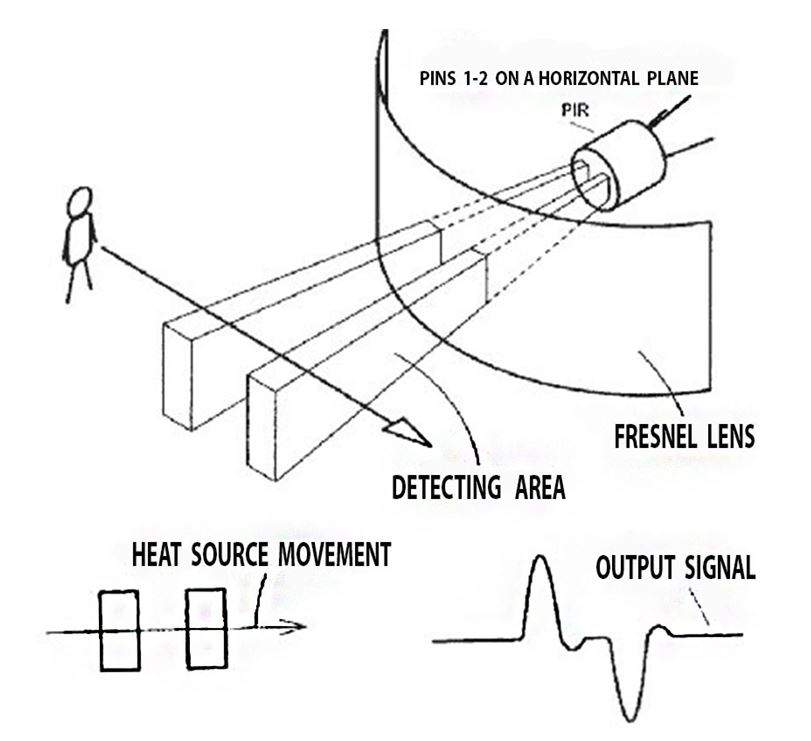 PINS 1-2 ON A HORIZONTAL PLANE
PIR
FRESNEL LENS
DETECTING AREA
HEAT SOURCE MOVEMENT
OUTPUT SIGNAL